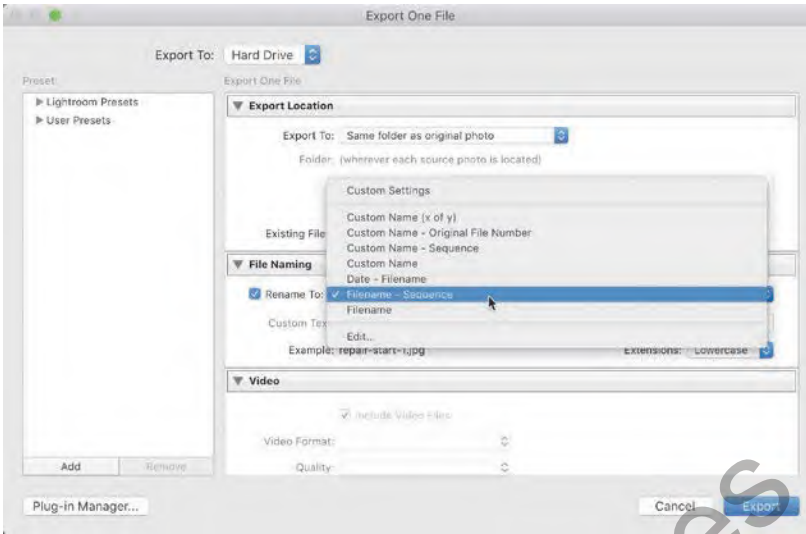 Export One File
Export To: Hard Drive
Preset:
Export One File
Lightroom Presets
User Presets
Export Location
Export To: Same folder as original photo
Folder: (wherever each source photo is located)
Custom Settings
Custom Name (x of y)
Custom Name - Original File Number
Existing File
Custom Name - Sequence
File Naming
Custom Name
Date - Filename
Rename To: Filename - Sequence
Filename
Custom Tex
Edit...
Example: repair-start-1.jpg
Extensions: Lowercase
Video
Include Video Files
Video Format:
Quality:
Add
Remove
Plug-in Manager...
Cancel
Export